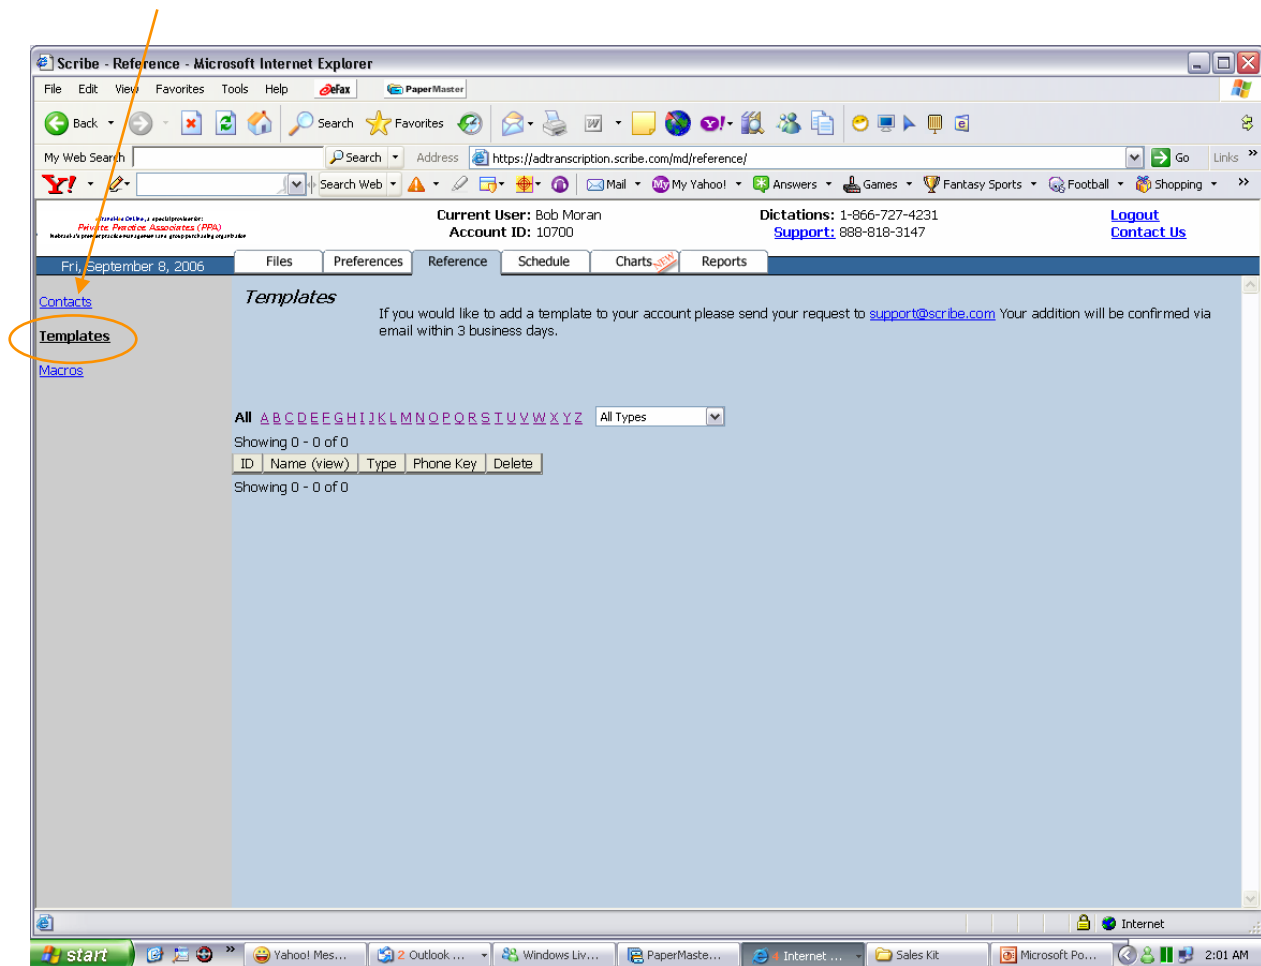 Scribe - Reference - Microsoft Internet Explorer
File Edit View Favorites Tools Help eFax PaperMaster
Back Search Favorites
My Web Search Search Address https://adtranscription.scribe.com/md/reference/ Go Links »
Y! Search Web Mail My Yahoo! Answers Games Fantasy Sports Football Shopping »
Private Practice Associates (PPA)
Current User: Bob Moran Dictations: 1-866-727-4231 Logout
Account ID: 10700 Support: 888-818-3147 Contact Us
Fri, September 8, 2006 Files Preferences Reference Schedule Charts NEW Reports
Contacts
Templates
Macros
Templates
If you would like to add a template to your account please send your request to support@scribe.com Your addition will be confirmed via
email within 3 business days.
All A B C D E F G H I J K L M N O P Q R S T U V W X Y Z All Types
Showing 0 - 0 of 0
ID Name (view) Type Phone Key Delete
Showing 0 - 0 of 0
Internet
start » Yahoo! Mes... 2 Outlook ... Windows Liv... PaperMaste... 4 Internet ... Sales Kit Microsoft Po... 2:01 AM